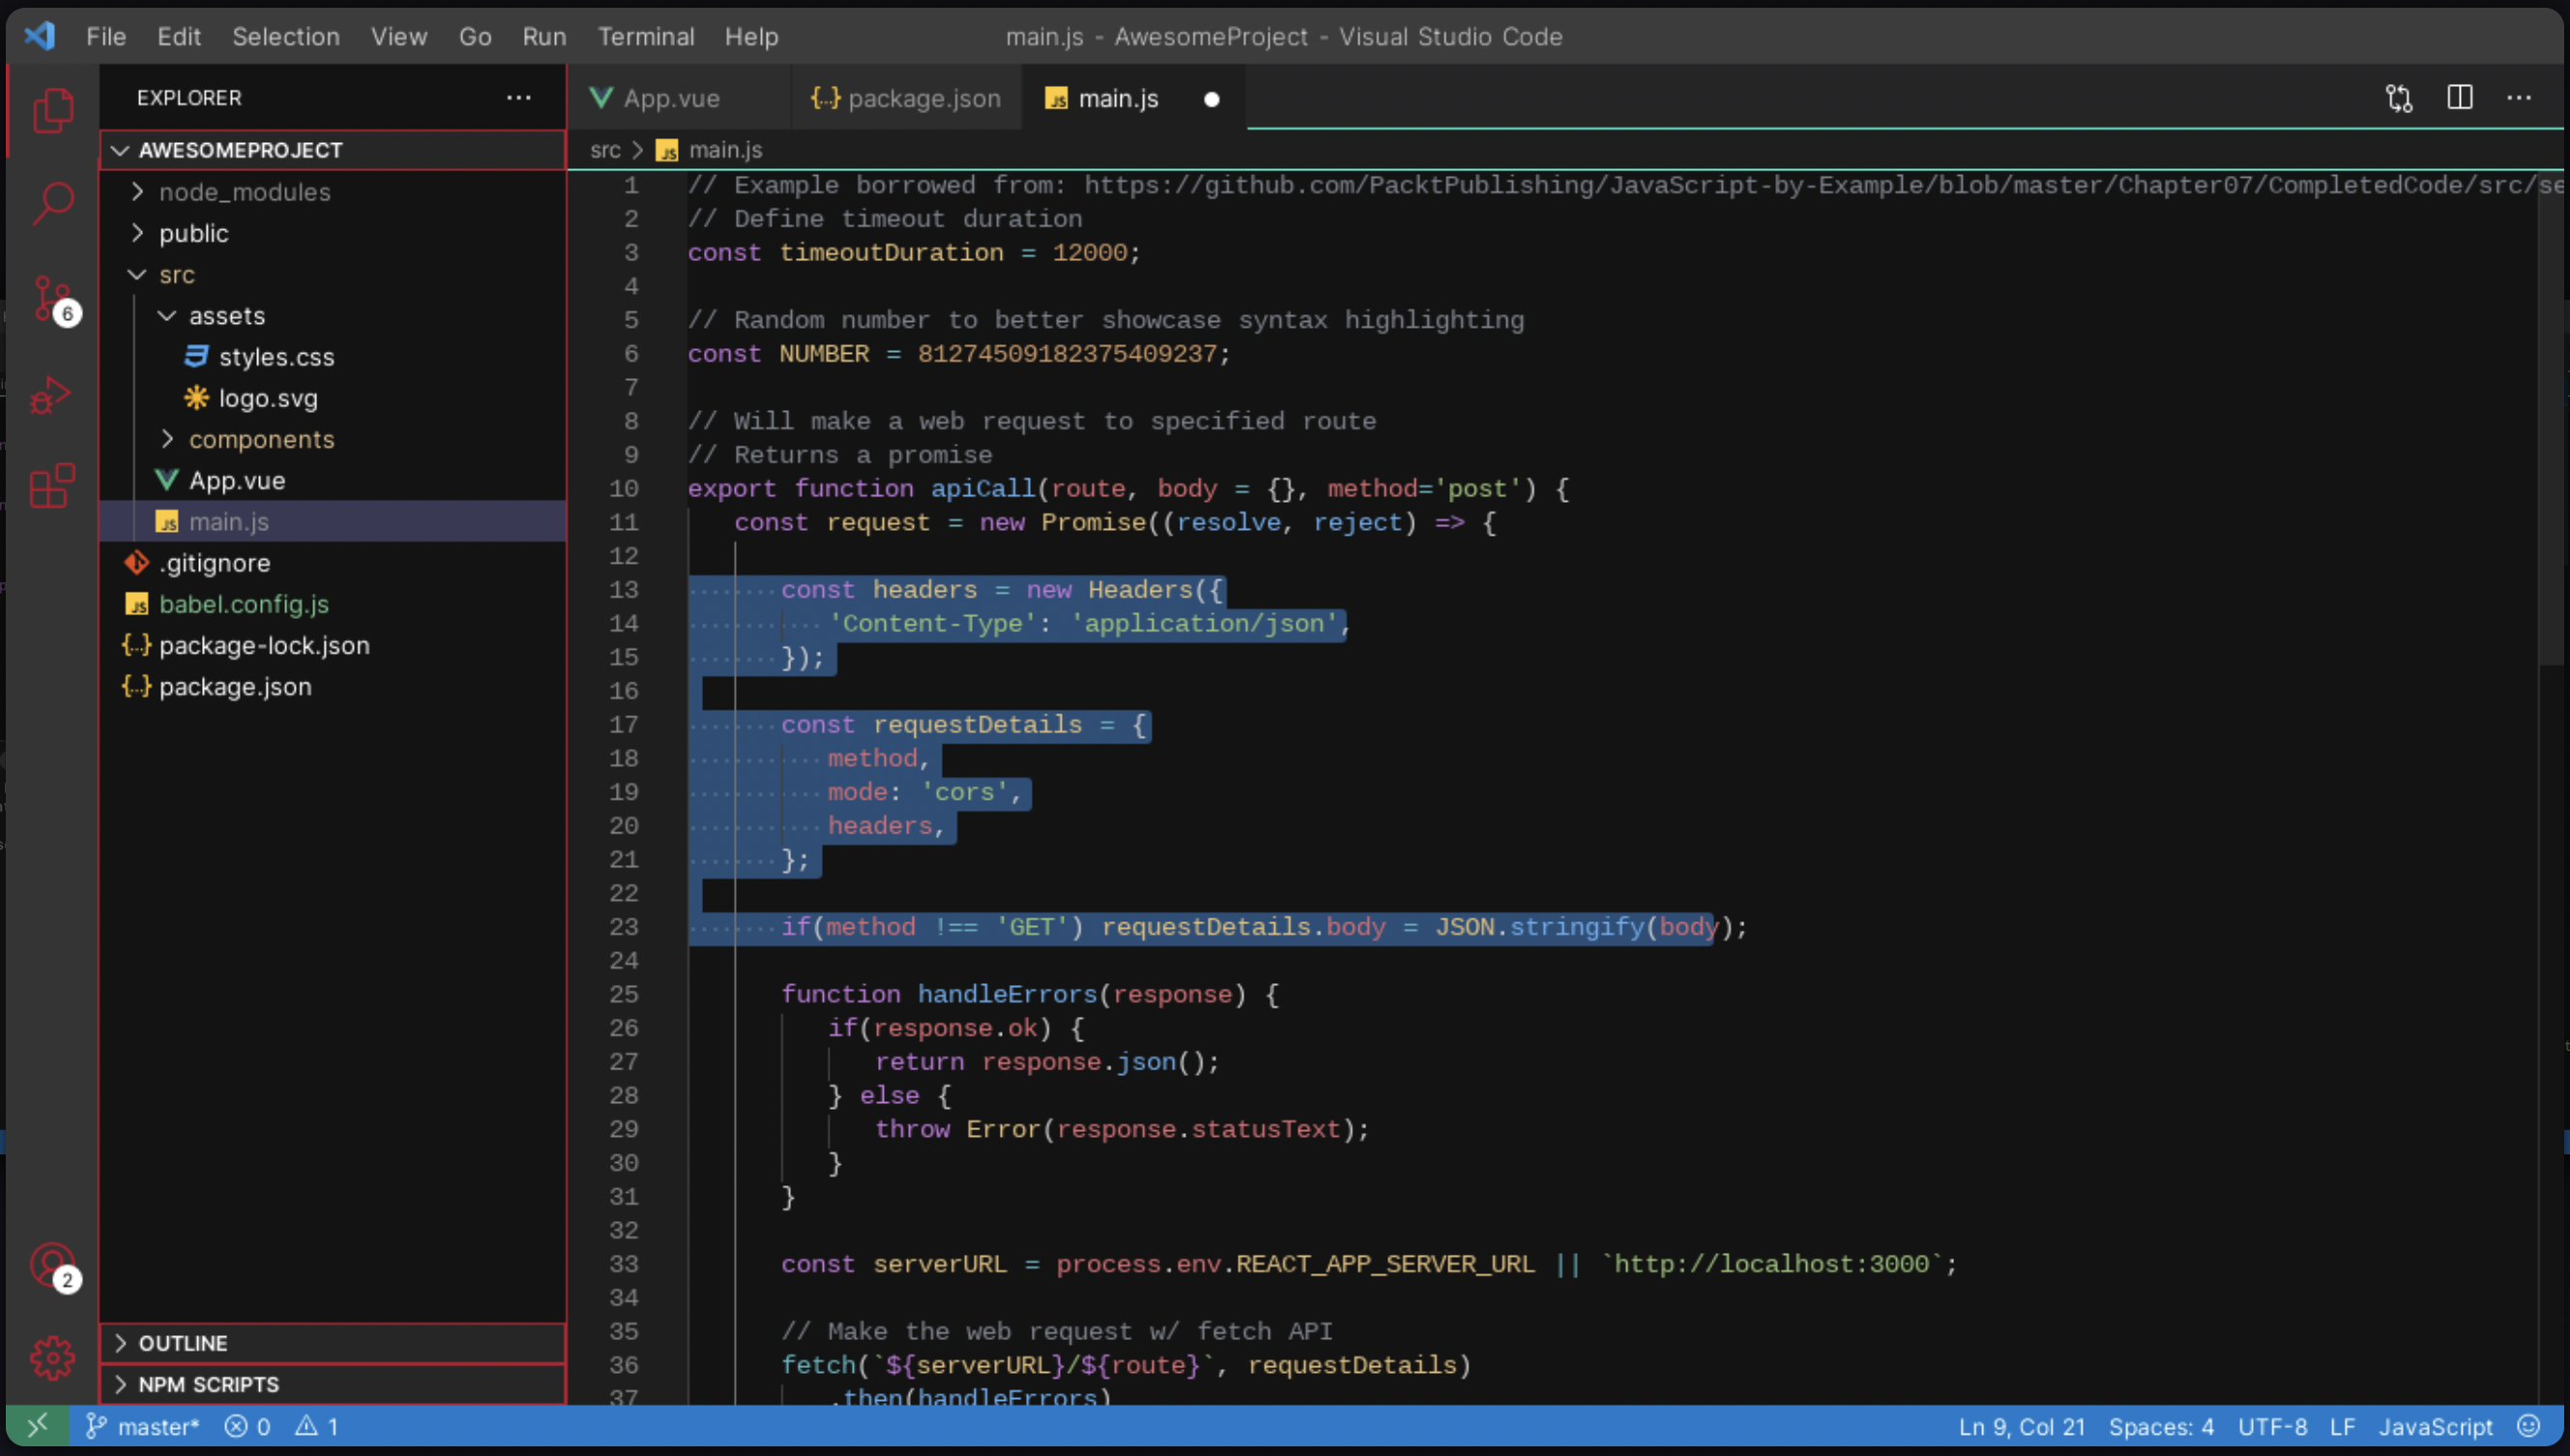 File Edit Selection View Go Run Terminal Help
main.js - AwesomeProject - Visual Studio Code
EXPLORER
AWESOMEPROJECT
node_modules
public
src
assets
styles.css
logo.svg
components
App.vue
main.js
.gitignore
babel.config.js
package-lock.json
package.json
OUTLINE
NPM SCRIPTS
6
2
App.vue
{..} package.json
JS main.js
src > JS main.js
1 // Example borrowed from: https://github.com/PacktPublishing/JavaScript-by-Example/blob/master/Chapter07/CompletedCode/src/se
2 // Define timeout duration
3 const timeoutDuration = 12000;
4
5 // Random number to better showcase syntax highlighting
6 const NUMBER = 81274509182375409237;
7
8 // Will make a web request to specified route
9 // Returns a promise
10 export function apiCall(route, body = {}, method='post') {
11 const request = new Promise((resolve, reject) => {
12
13 const headers = new Headers({
14 'Content-Type': 'application/json',
15 });
16
17 const requestDetails = {
18 method,
19 mode: 'cors',
20 headers,
21 };
22
23 if(method !== 'GET') requestDetails.body = JSON.stringify(body);
24
25 function handleErrors(response) {
26 if(response.ok) {
27 return response.json();
28 } else {
29 throw Error(response.statusText);
30 }
31 }
32
33 const serverURL = process.env.REACT_APP_SERVER_URL || `http://localhost:3000`;
34
35 // Make the web request w/ fetch API
36 fetch(`${serverURL}/${route}`, requestDetails)
37 .then(handleErrors)
master* 0 1
Ln 9, Col 21 Spaces: 4 UTF-8 LF JavaScript